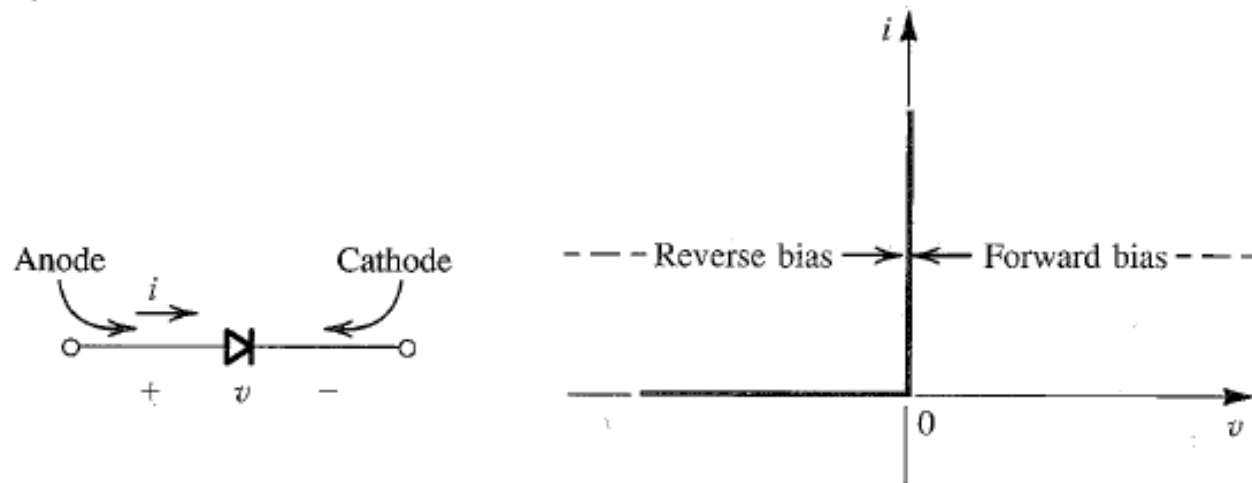 Anode
Cathode
i
+ v −
i
Reverse bias
Forward bias
0
v